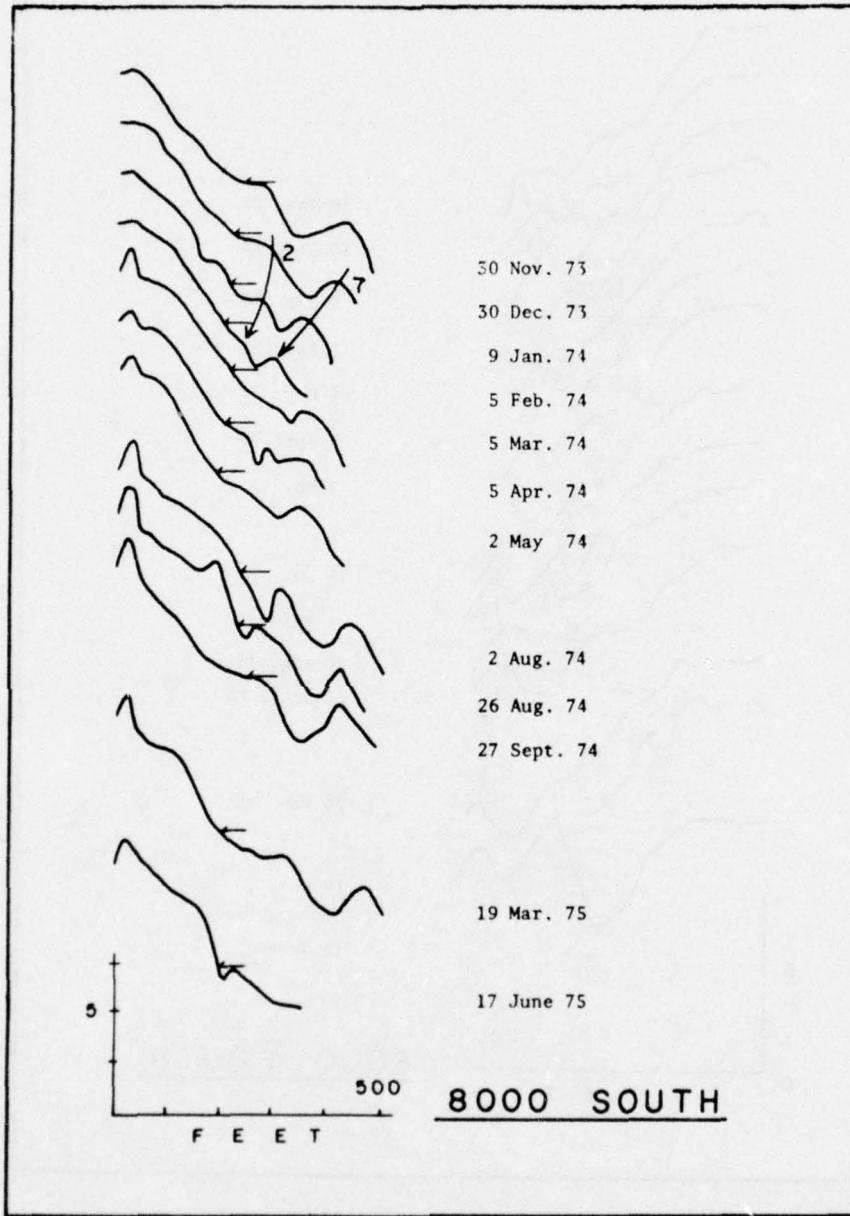 2
7
30 Nov. 73
30 Dec. 73
9 Jan. 74
5 Feb. 74
5 Mar. 74
5 Apr. 74
2 May 74
2 Aug. 74
26 Aug. 74
27 Sept. 74
19 Mar. 75
17 June 75
5
500
FEET
8000 SOUTH